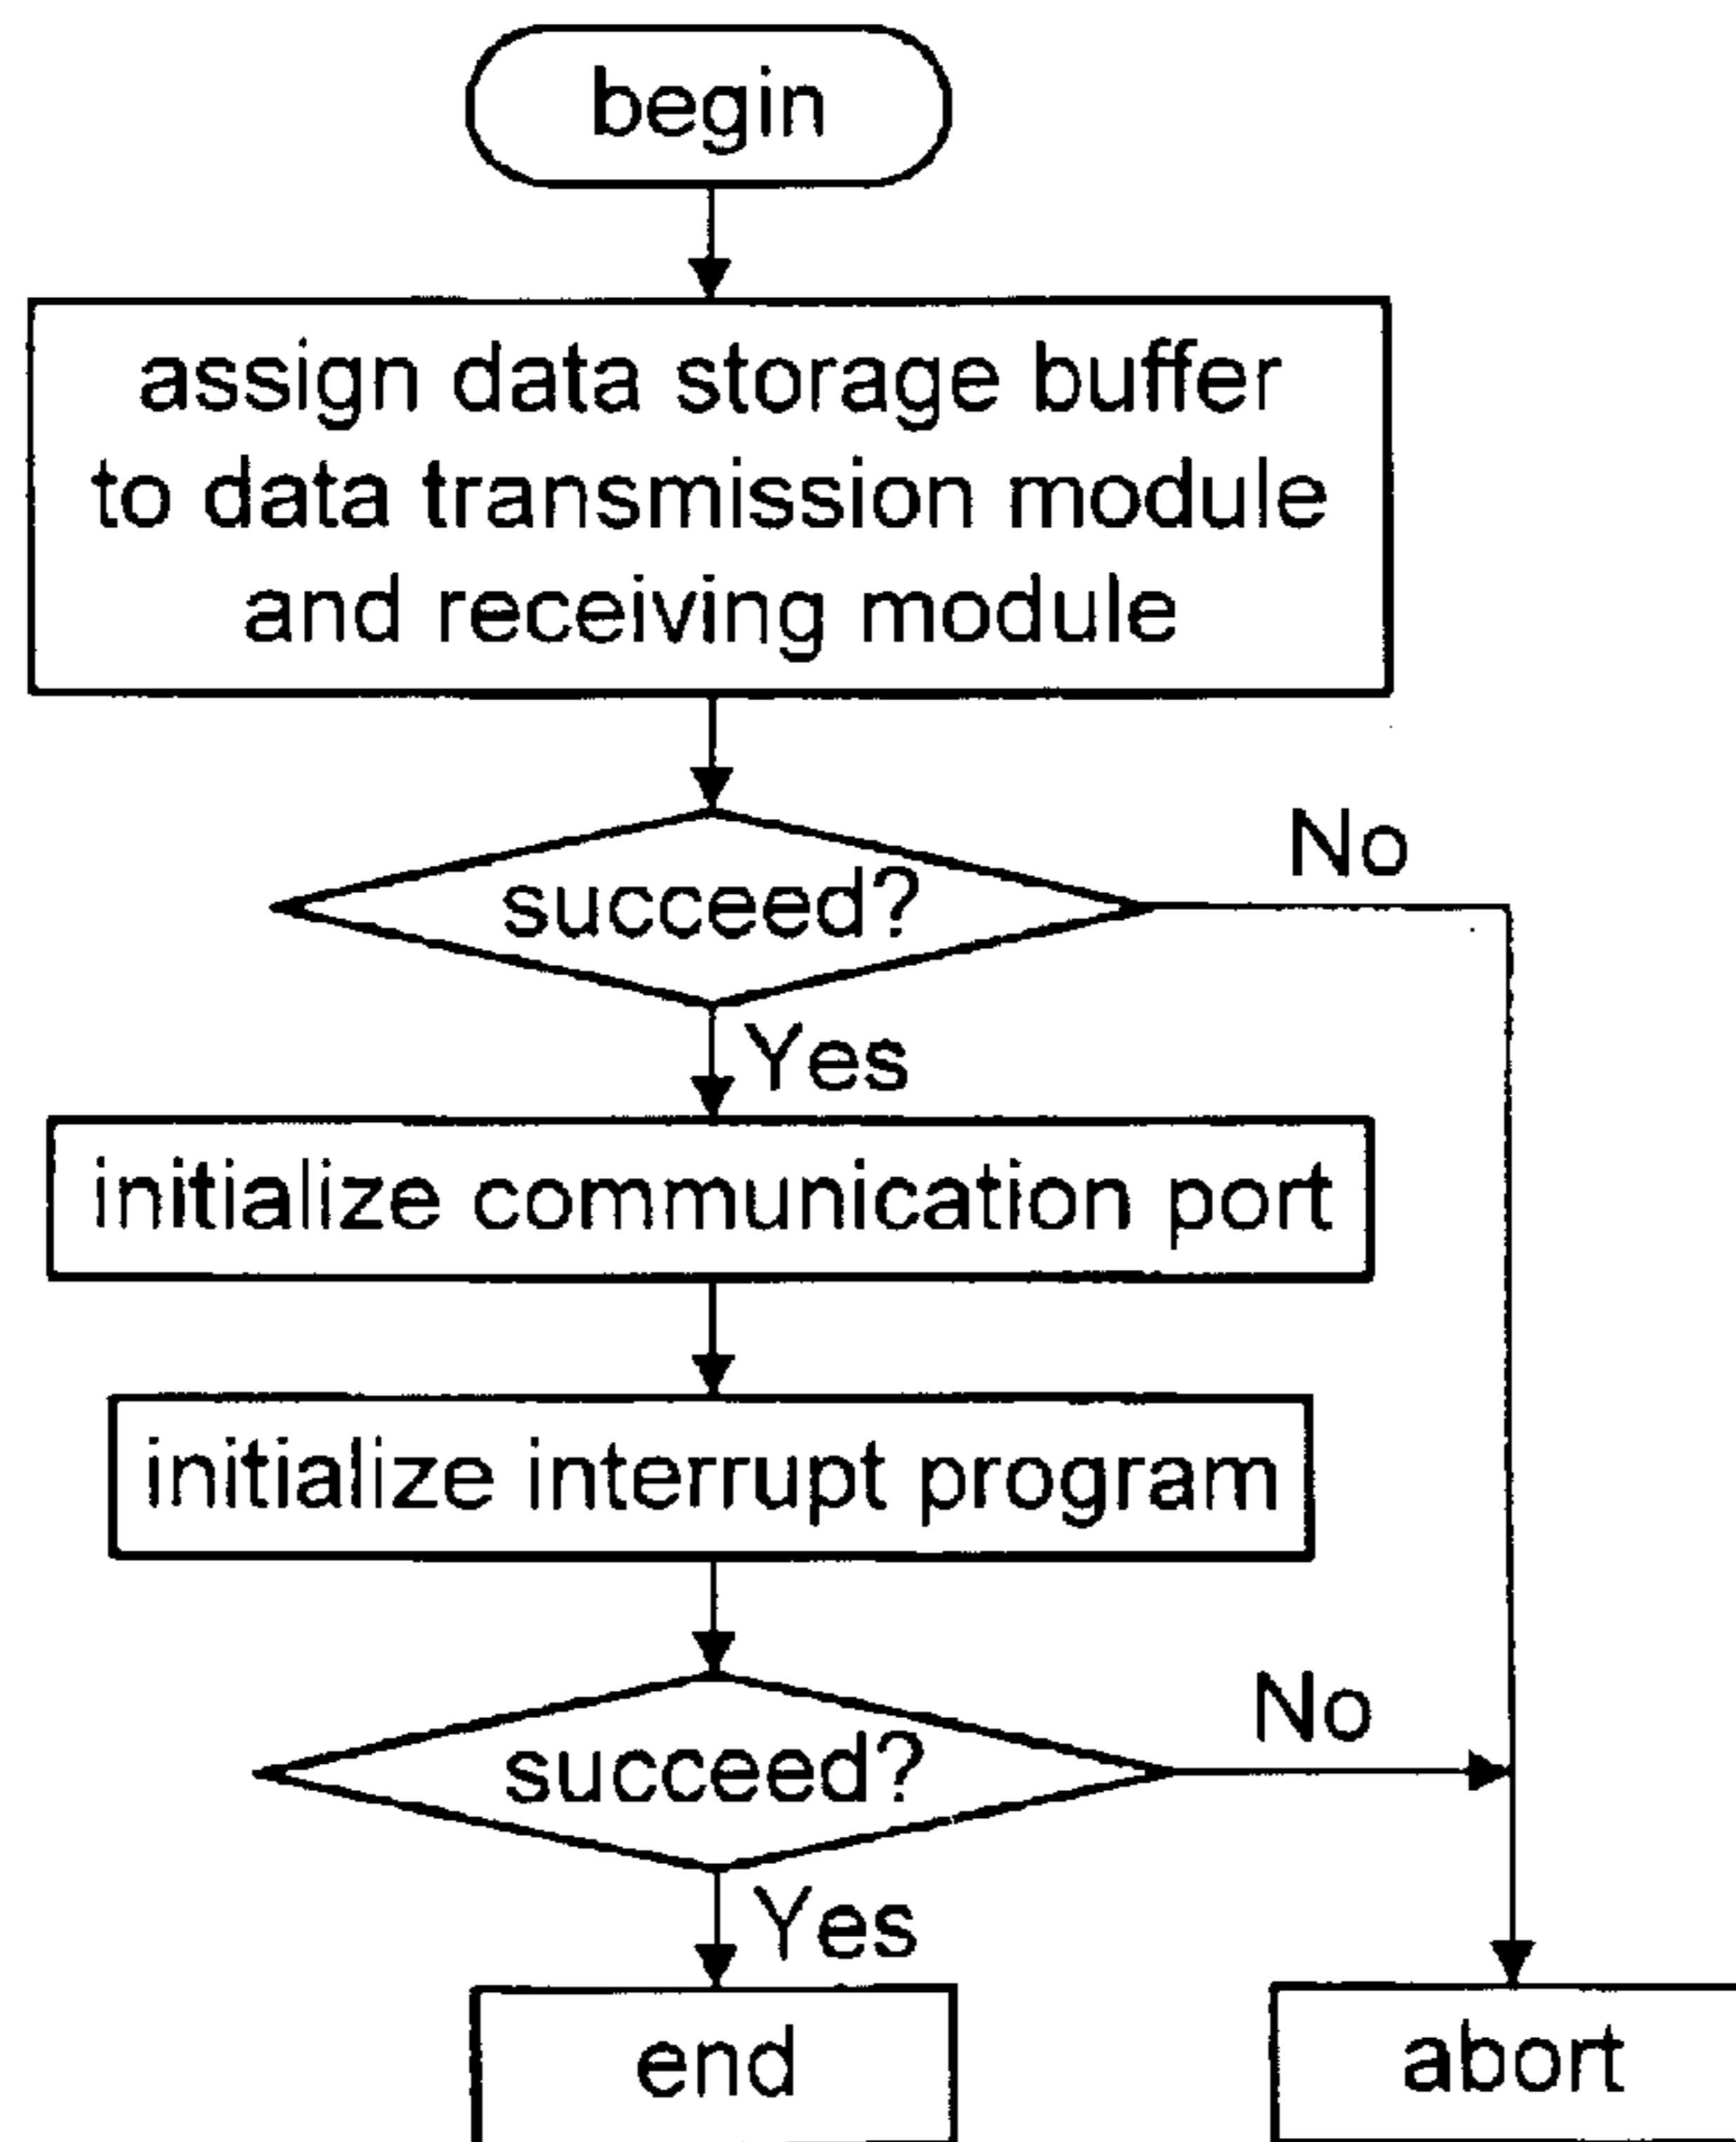 begin
assign data storage buffer
to data transmission module
and receiving module
No
succeed?
Yes
initialize communication port
initialize interrupt program
No
succeed?
Yes
end
abort